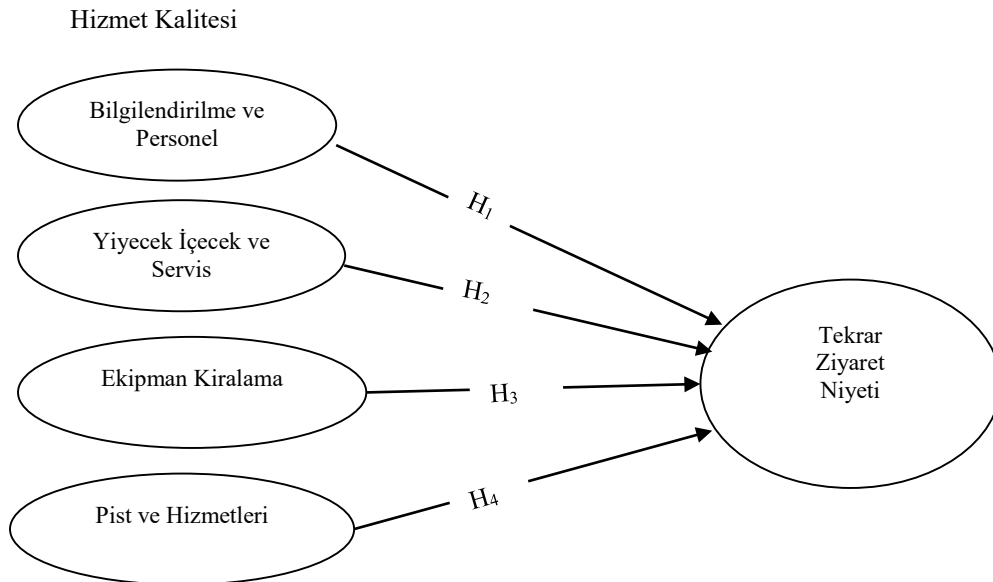 Hizmet Kalitesi
Bilgilendirilme ve
Personel
H1
Yiyecek İçecek ve
Servis
H2
Tekrar
Ziyaret
Niyeti
Ekipman Kiralama
H3
Pist ve Hizmetleri
H4